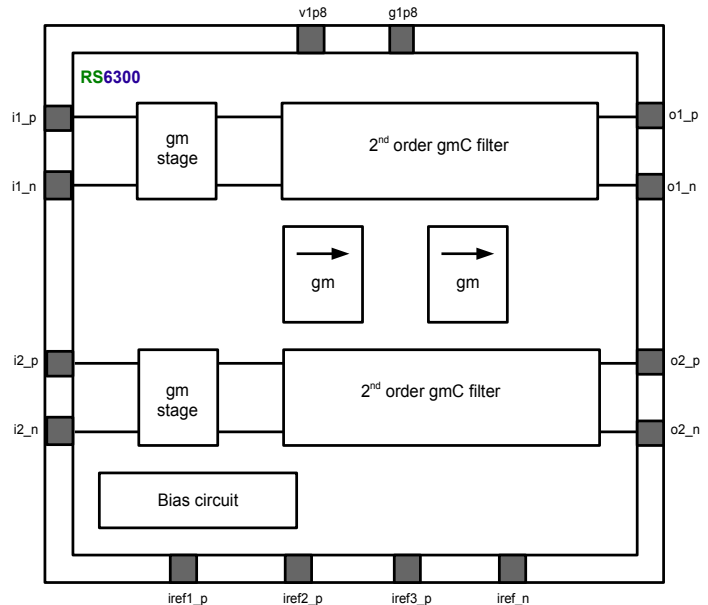 v1p8 g1p8
RS6300
i1_p o1_p
gm
stage
2nd order gmC filter
i1_n o1_n
gm gm
i2_p o2_p
gm
stage
2nd order gmC filter
i2_n o2_n
Bias circuit
iref1_p iref2_p iref3_p iref_n